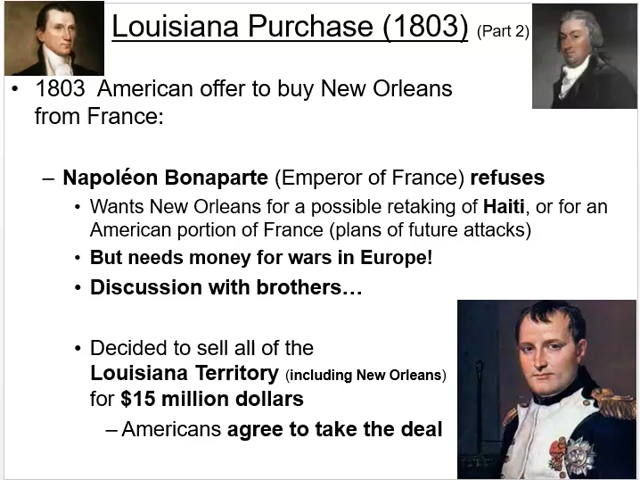 Louisiana Purchase (1803) (Part 2)
• 1803  American offer to buy New Orleans
from France:
– Napoléon Bonaparte (Emperor of France) refuses
• Wants New Orleans for a possible retaking of Haiti, or for an
American portion of France (plans of future attacks)
• But needs money for wars in Europe!
• Discussion with brothers…
• Decided to sell all of the
Louisiana Territory (including New Orleans)
for $15 million dollars
– Americans agree to take the deal